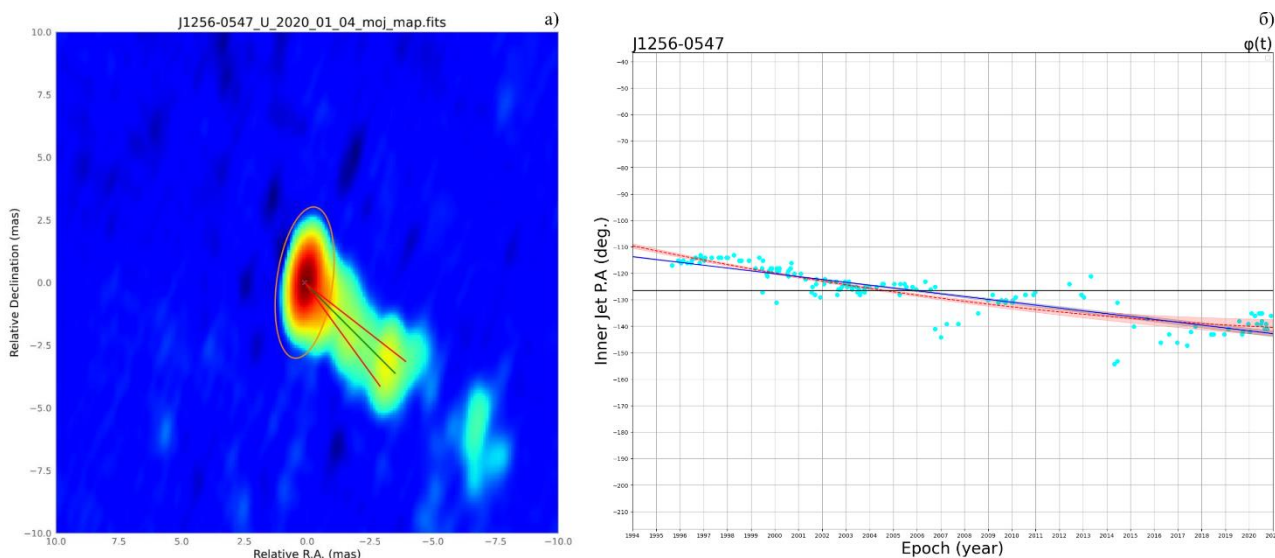 J1256-0547_U_2020_01_04_moj_map.fits
а)
10.0
7.5
5.0
2.5
0.0
−2.5
−5.0
−7.5
−10.0
Relative Declination (mas)
10.0 7.5 5.0 2.5 0.0 −2.5 −5.0 −7.5 −10.0
Relative R.A. (mas)
б)
J1256-0547 φ(t)
−40
−50
−60
−70
−80
−90
−100
−110
−120
−130
−140
−150
−160
−170
−180
−190
−200
−210
Inner Jet P.A (deg.)
1994 1995 1996 1997 1998 1999 2000 2001 2002 2003 2004 2005 2006 2007 2008 2009 2010 2011 2012 2013 2014 2015 2016 2017 2018 2019 2020
Epoch (year)